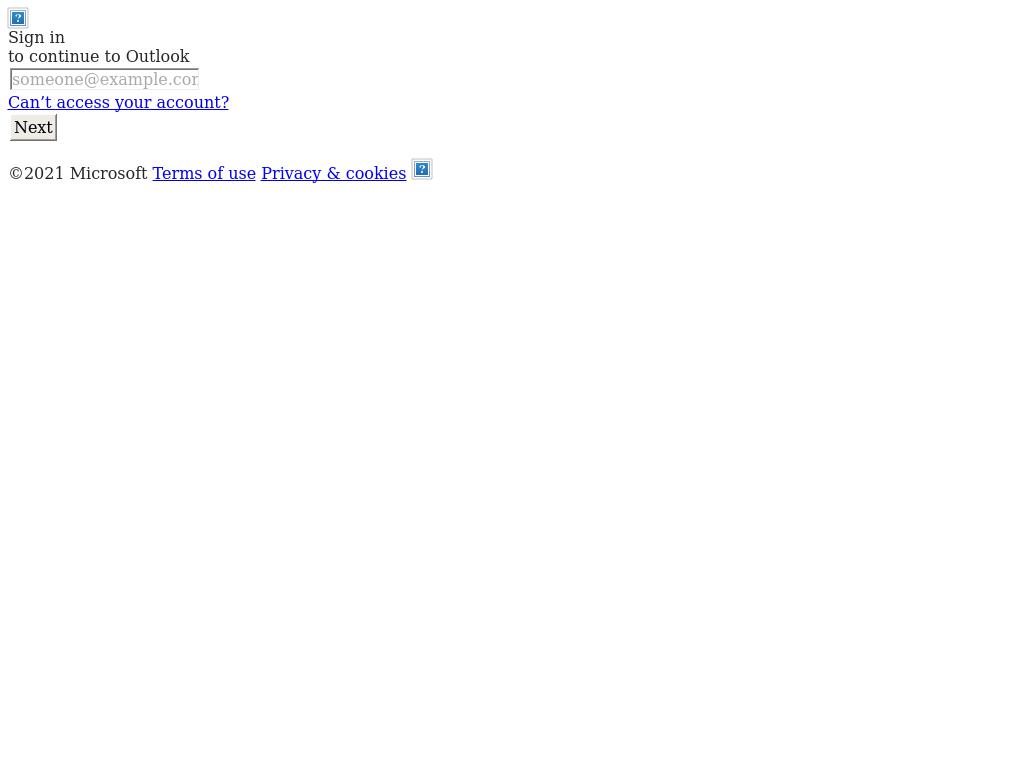 Sign in
to continue to Outlook
someone@example.com
Can’t access your account?
Next
©2021 Microsoft Terms of use Privacy & cookies